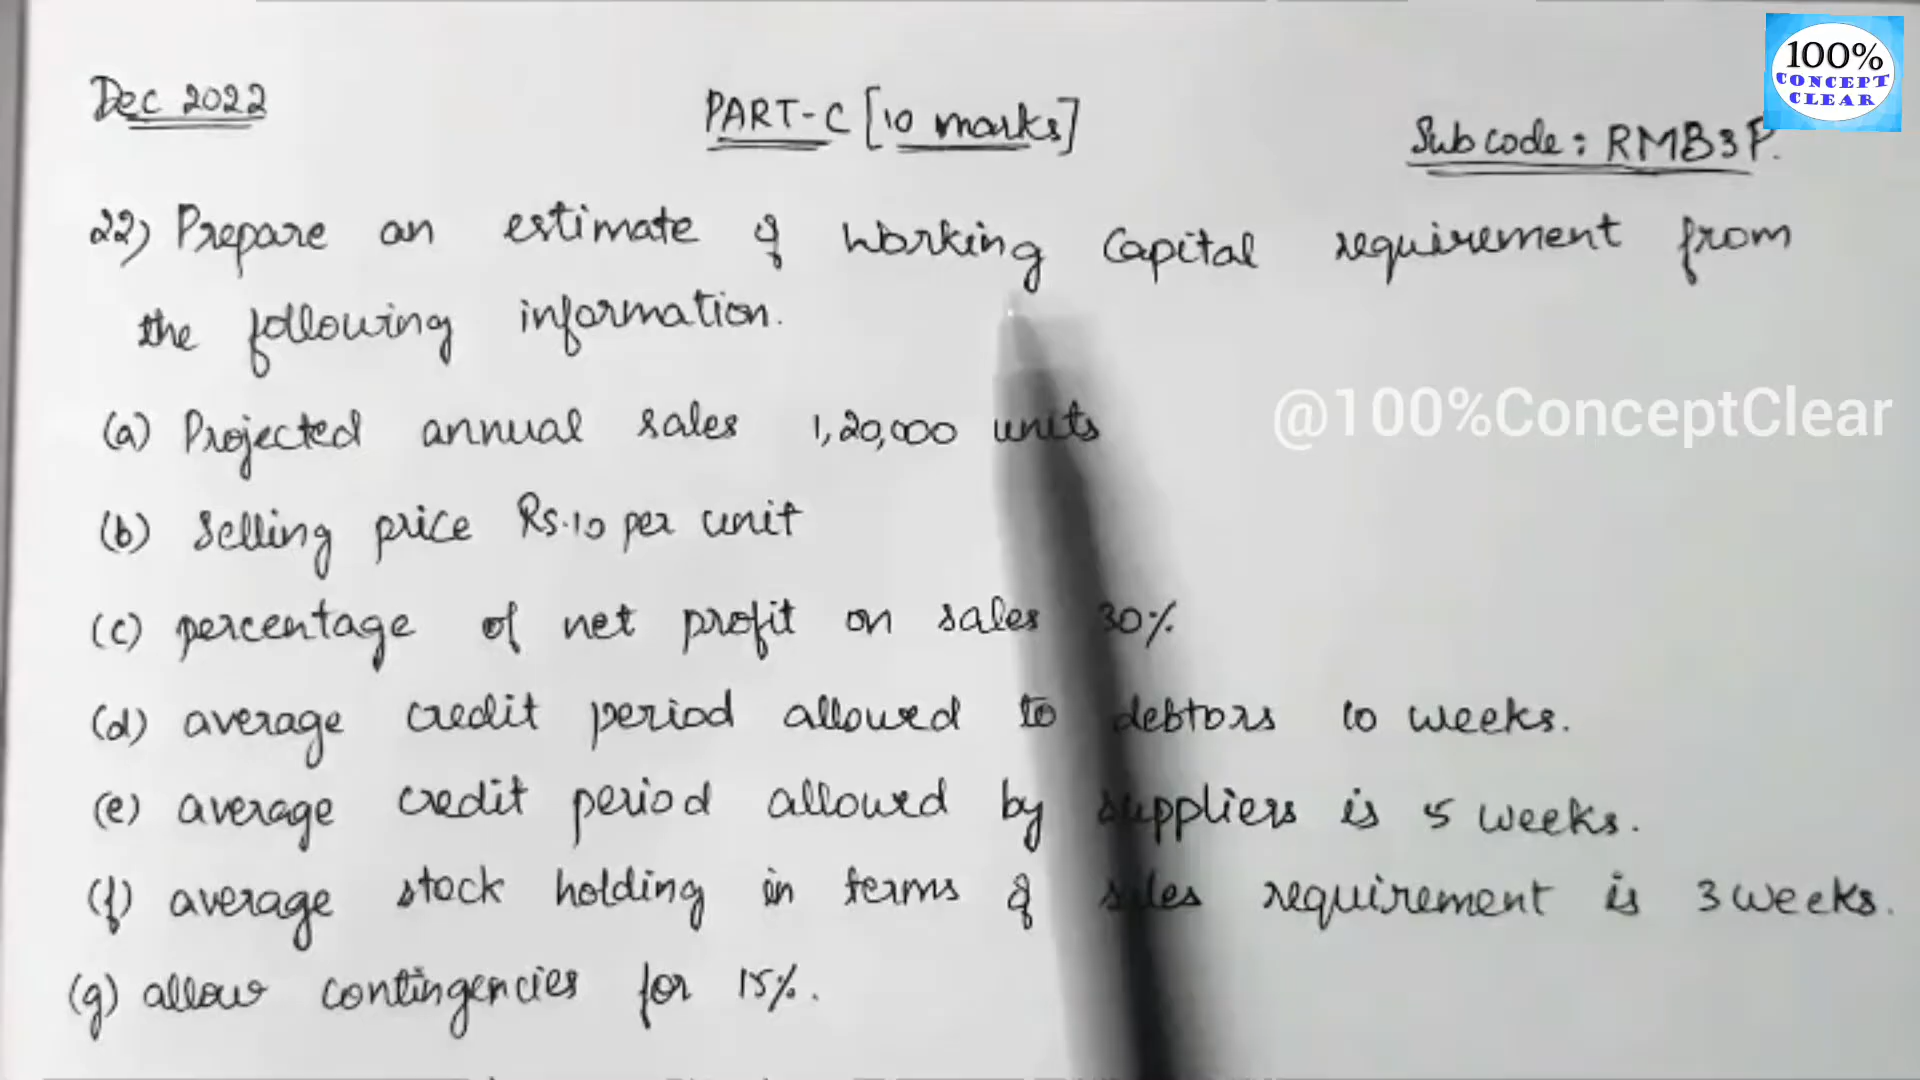 100%
CONCEPT
CLEAR
Dec 2022
PART-C [10 marks]
Sub code: RMB3P.
22) Prepare an estimate of working capital requirement from
the following information.
@100%ConceptClear
(a) Projected annual sales 1,20,000 units
(b) Selling price Rs.10 per unit
(c) percentage of net profit on sales 30%
(d) average credit period allowed to debtors 10 weeks.
(e) average credit period allowed by suppliers is 5 weeks.
(f) average stock holding in terms of sales requirement is 3 weeks.
(g) allow contingencies for 15%.